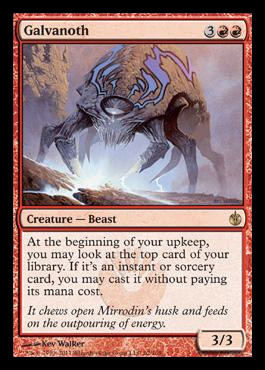 Galvanoth 3
Creature — Beast
At the beginning of your upkeep,
you may look at the top card of your
library. If it's an instant or sorcery
card, you may cast it without paying
its mana cost.
It chews open Mirrodin's husk and feeds
on the outpouring of energy.
Kev Walker
3/3